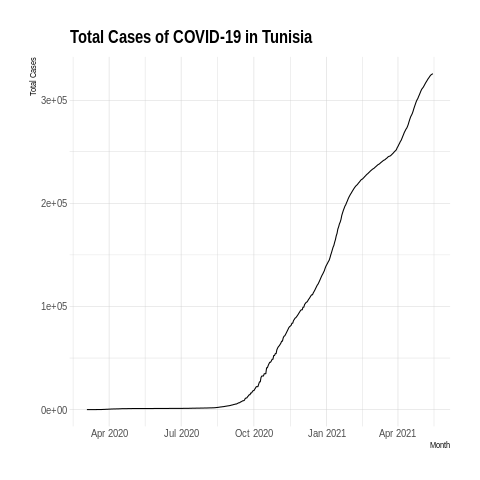 Total Cases of COVID-19 in Tunisia
Total Cases
3e+05
2e+05
1e+05
0e+00
Apr 2020 Jul 2020 Oct 2020 Jan 2021 Apr 2021
Month